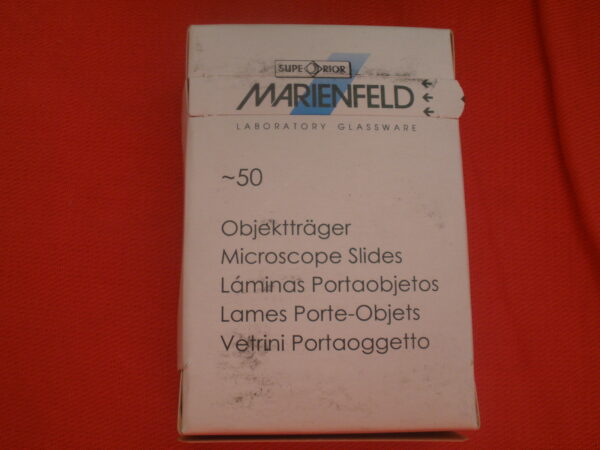 SUPERIOR
MARIENFELD
LABORATORY GLASSWARE
~50
Objektträger
Microscope Slides
Láminas Portaobjetos
Lames Porte-Objets
Vetrini Portaoggetto